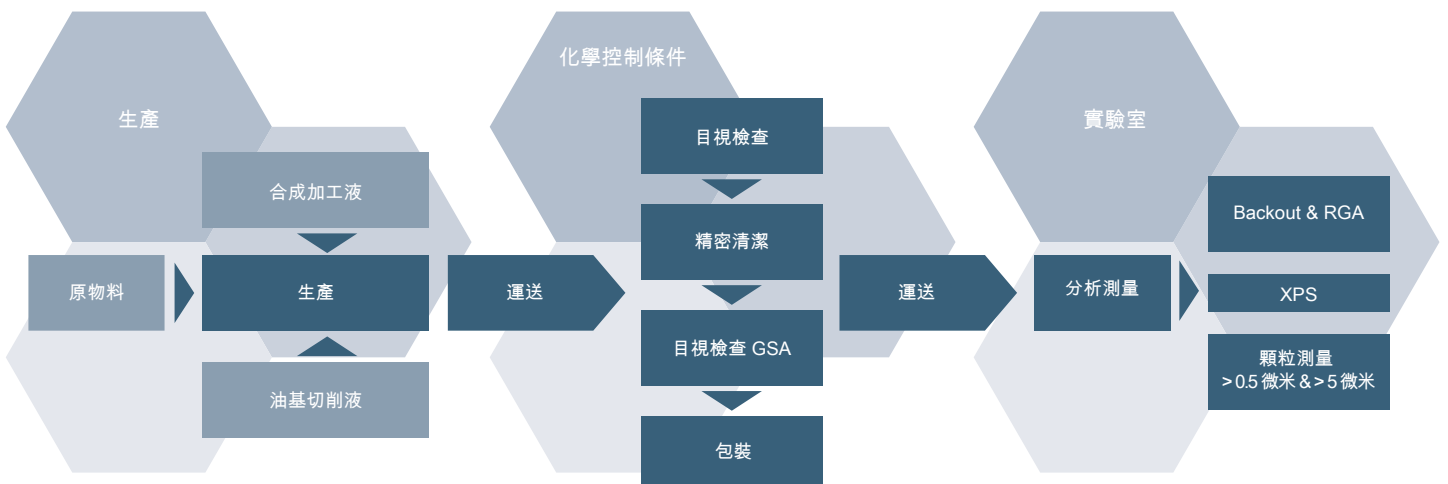 生產
合成加工液
原物料
生產
油基切削液
運送
化學控制條件
目視檢查
精密清潔
目視檢查 GSA
包裝
運送
實驗室
分析測量
Backout & RGA
XPS
顆粒測量
> 0.5 微米 & > 5 微米